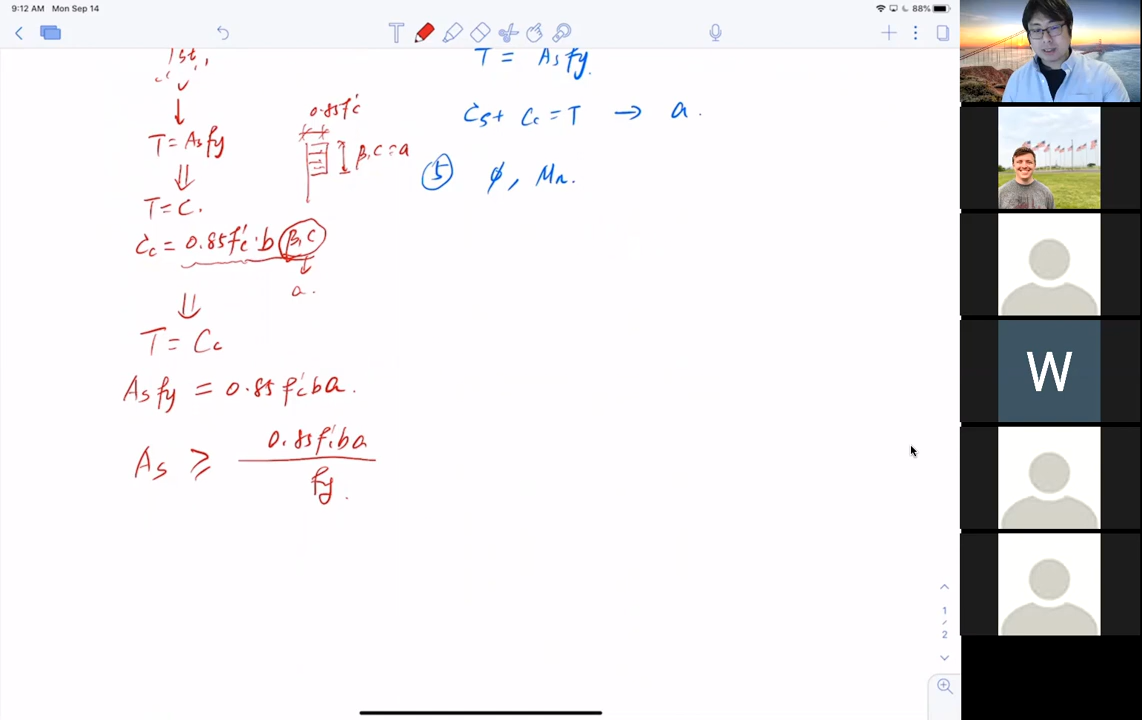 9:12 AM Mon Sep 14
88%
1st,
T = Asfy
0.85f'c
β1c = a
T = C.
Cc = 0.85f'c·b β1c
a.
T = Cc
Asfy = 0.85f'cba.
As ≥ 0.85f'cba
fy.
T = Asfy.
Cs + Cc = T → a.
⑤ φ, Mn.
W
1
/
2